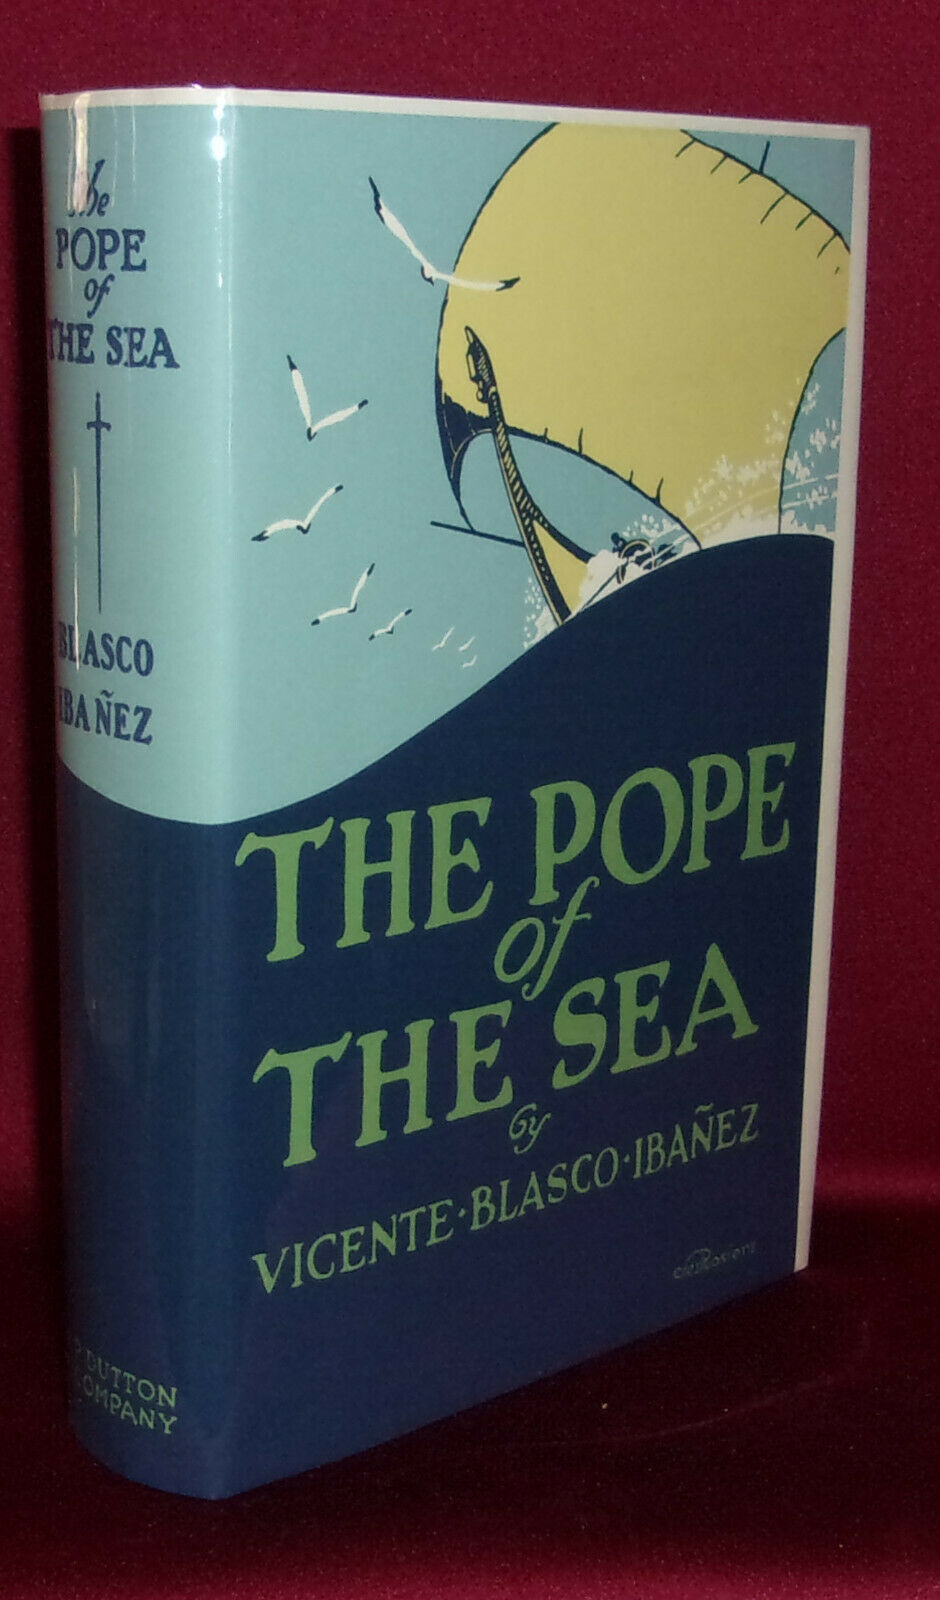 The
POPE
of
THE SEA
BLASCO
IBAÑEZ
DUTTON
COMPANY
THE POPE
of
THE SEA
by
VICENTE·BLASCO·IBAÑEZ